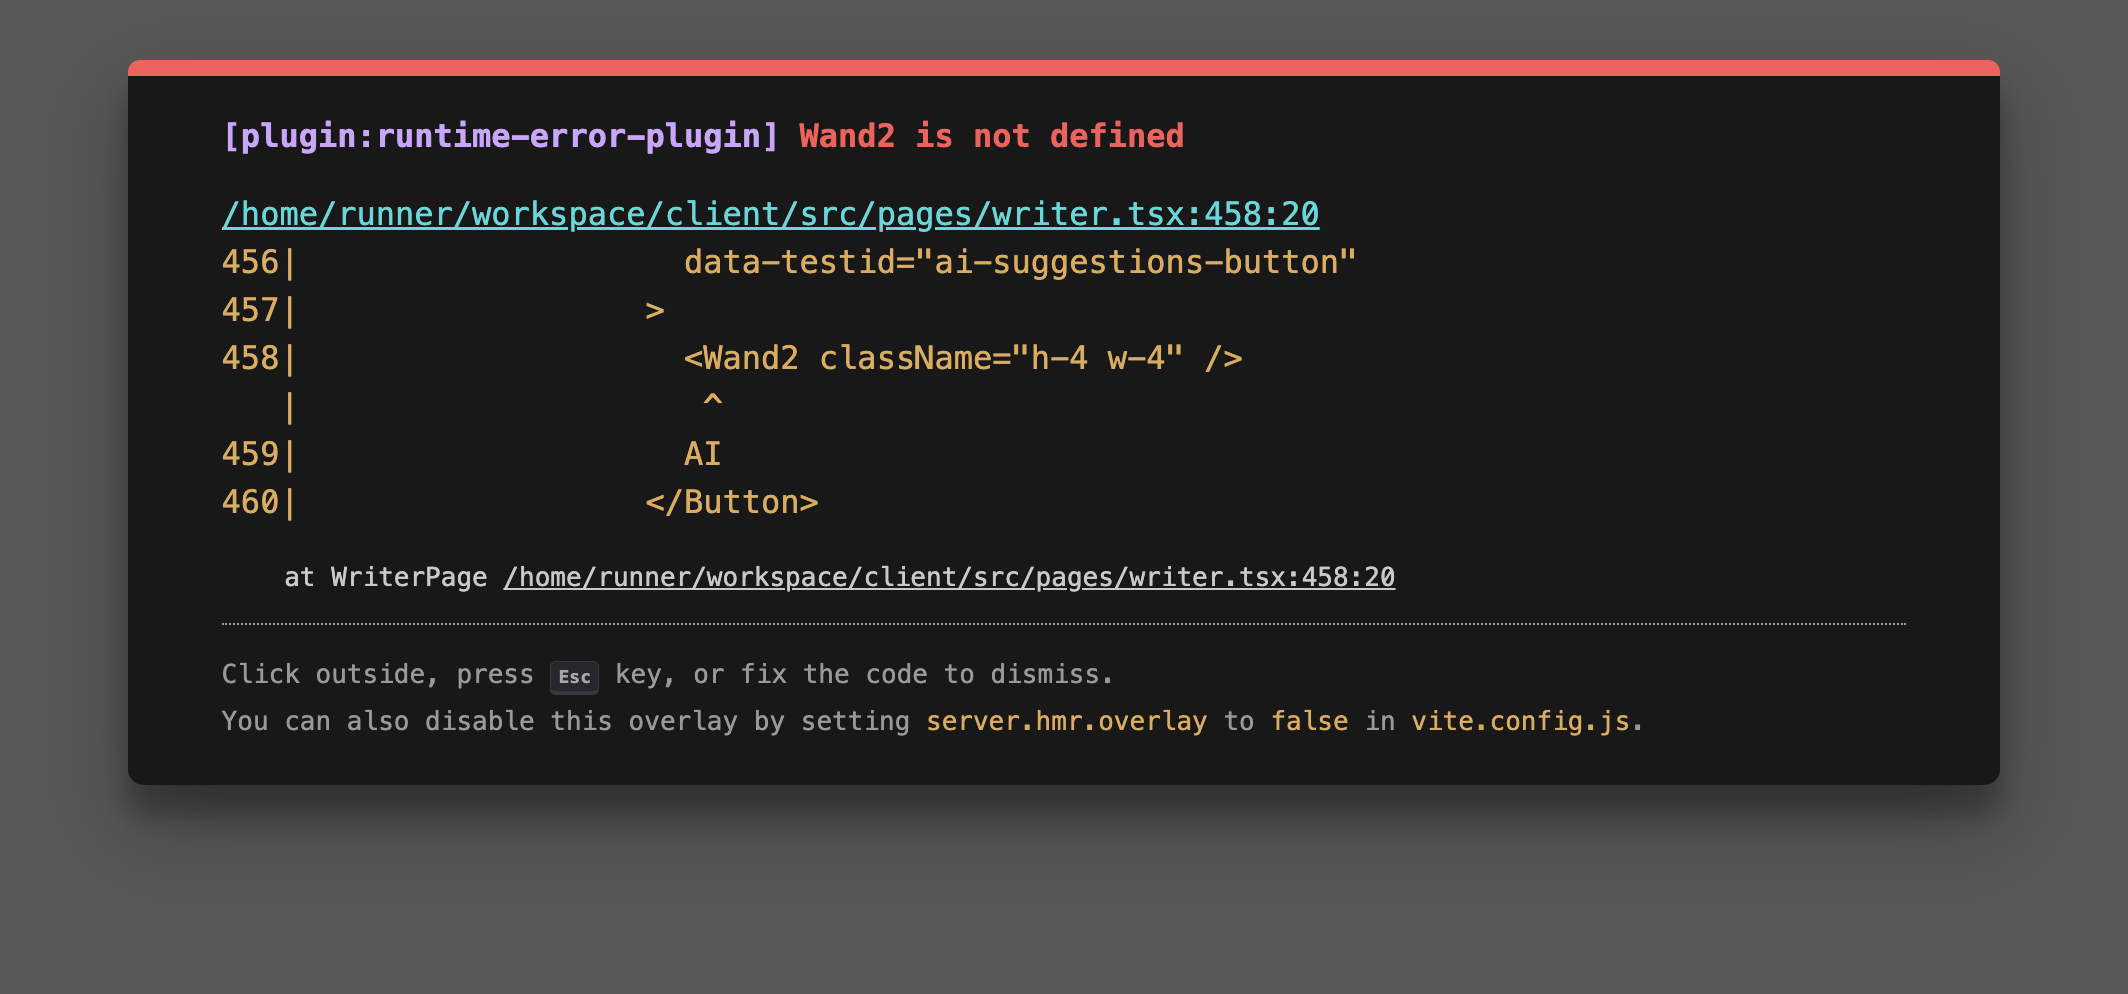 [plugin:runtime-error-plugin] Wand2 is not defined
/home/runner/workspace/client/src/pages/writer.tsx:458:20
456|                    data-testid="ai-suggestions-button"
457|                  >
458|                    <Wand2 className="h-4 w-4" />
   |                     ^
459|                    AI
460|                  </Button>
at WriterPage /home/runner/workspace/client/src/pages/writer.tsx:458:20
Click outside, press Esc key, or fix the code to dismiss.
You can also disable this overlay by setting server.hmr.overlay to false in vite.config.js.